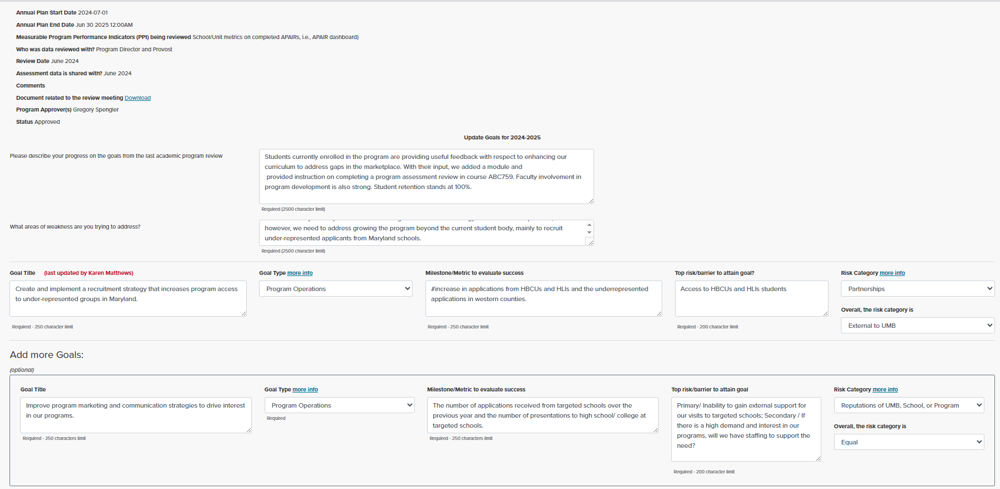 Annual Plan Start Date 2024-07-01
Annual Plan End Date Jun 30 2025 12:00AM
Measurable Program Performance Indicators (PPI) being reviewed School/Unit metrics on completed APAIRs, i.e., APAIR dashboard)
Who was data reviewed with? Program Director and Provost
Review Date June 2024
Assessment data is shared with? June 2024
Comments
Document related to the review meeting Download
Program Approver(s) Gregory Spengler
Status Approved
Update Goals for 2024-2025
Please describe your progress on the goals from the last academic program review
Students currently enrolled in the program are providing useful feedback with respect to enhancing our
curriculum to address gaps in the marketplace. With their input, we added a module and
provided instruction on completing a program assessment review in course ABC759. Faculty involvement in
program development is also strong. Student retention stands at 100%.
Required (2500 character limit)
What areas of weakness are you trying to address?
however, we need to address growing the program beyond the current student body, mainly to recruit
under-represented applicants from Maryland schools.
Required (2500 character limit)
Goal Title (last updated by Karen Matthews)
Create and implement a recruitment strategy that increases program access
to under-represented groups in Maryland.
Required - 250 character limit
Goal Type more info
Program Operations
Milestone/Metric to evaluate success
#increase in applications from HBCUs and HLIs and the underrepresented
applications in western counties.
Required - 250 character limit
Top risk/barrier to attain goal?
Access to HBCUs and HLIs students
Required - 200 character limit
Risk Category more info
Partnerships
Overall, the risk category is
External to UMB
Add more Goals:
(optional)
Goal Title
Improve program marketing and communication strategies to drive interest
in our programs.
Required - 250 characters limit
Goal Type more info
Program Operations
Required
Milestone/Metric to evaluate success
The number of applications received from targeted schools over the
previous year and the number of presentations to high school/ college at
targeted schools.
Required - 250 characters limit
Top risk/barrier to attain goal
Primary/ Inability to gain external support for
our visits to targeted schools; Secondary / If
there is a high demand and interest in our
programs, will we have staffing to support the
need?
Required - 200 character limit
Risk Category more info
Reputations of UMB, School, or Program
Overall, the risk category is
Equal